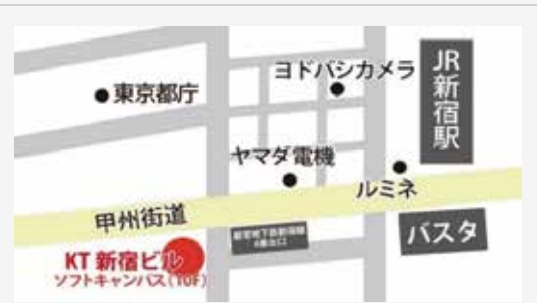 ヨドバシカメラ
JR新宿駅
東京都庁
ヤマダ電機
ルミネ
甲州街道
バスタ
KT 新宿ビル
ソフトキャンパス(10F)